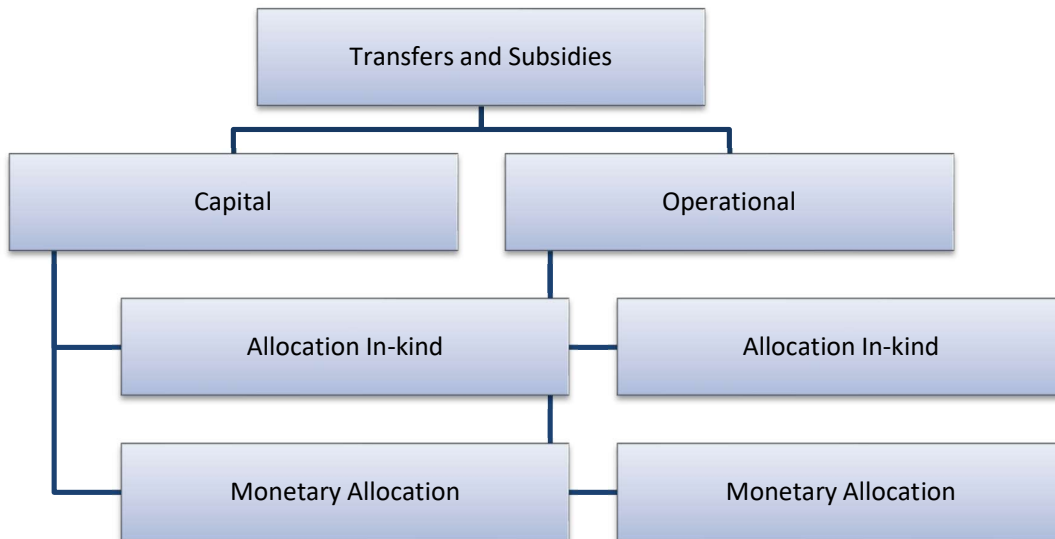 Transfers and Subsidies
Capital
Operational
Allocation In-kind
Allocation In-kind
Monetary Allocation
Monetary Allocation